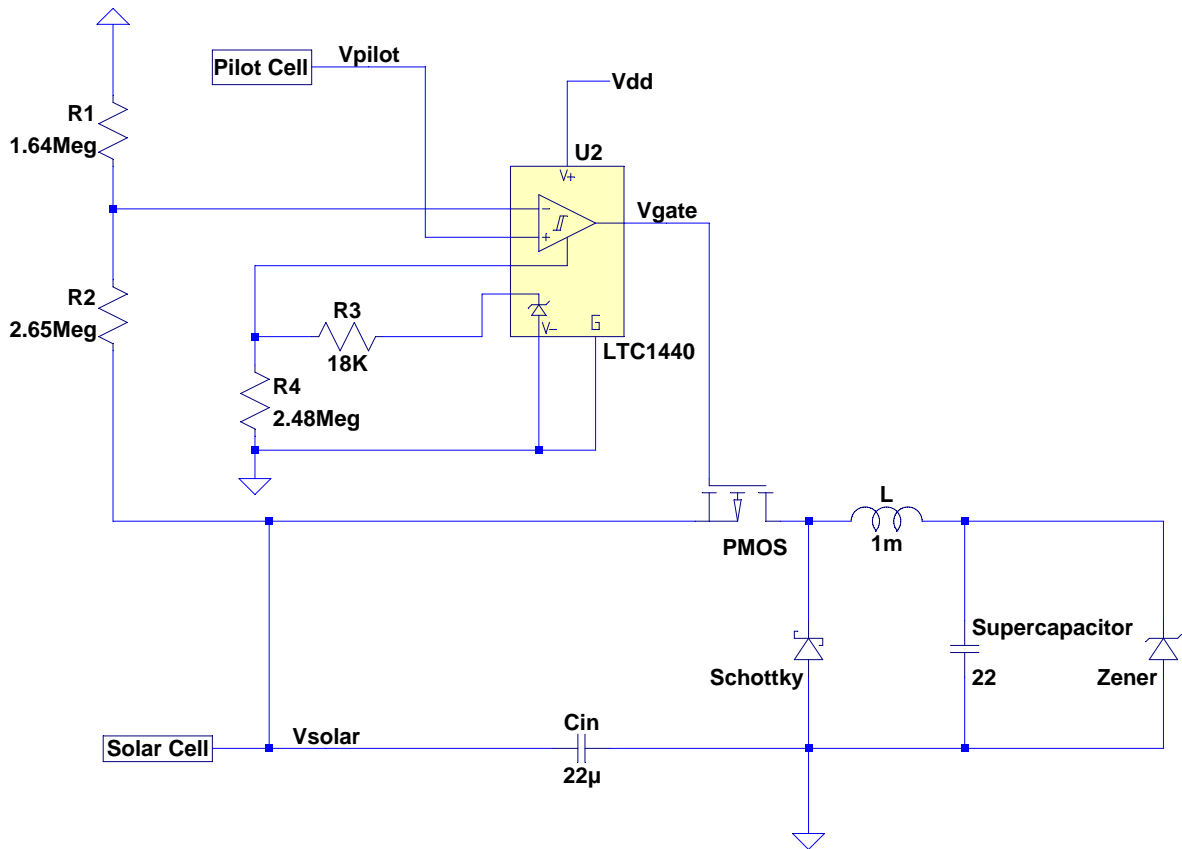 Pilot Cell
Vpilot
Vdd
R1
1.64Meg
U2
V+
Vgate
R2
2.65Meg
R3
18K
V-
G
LTC1440
R4
2.48Meg
PMOS
L
1m
Schottky
Supercapacitor
22
Zener
Solar Cell
Vsolar
Cin
22µ